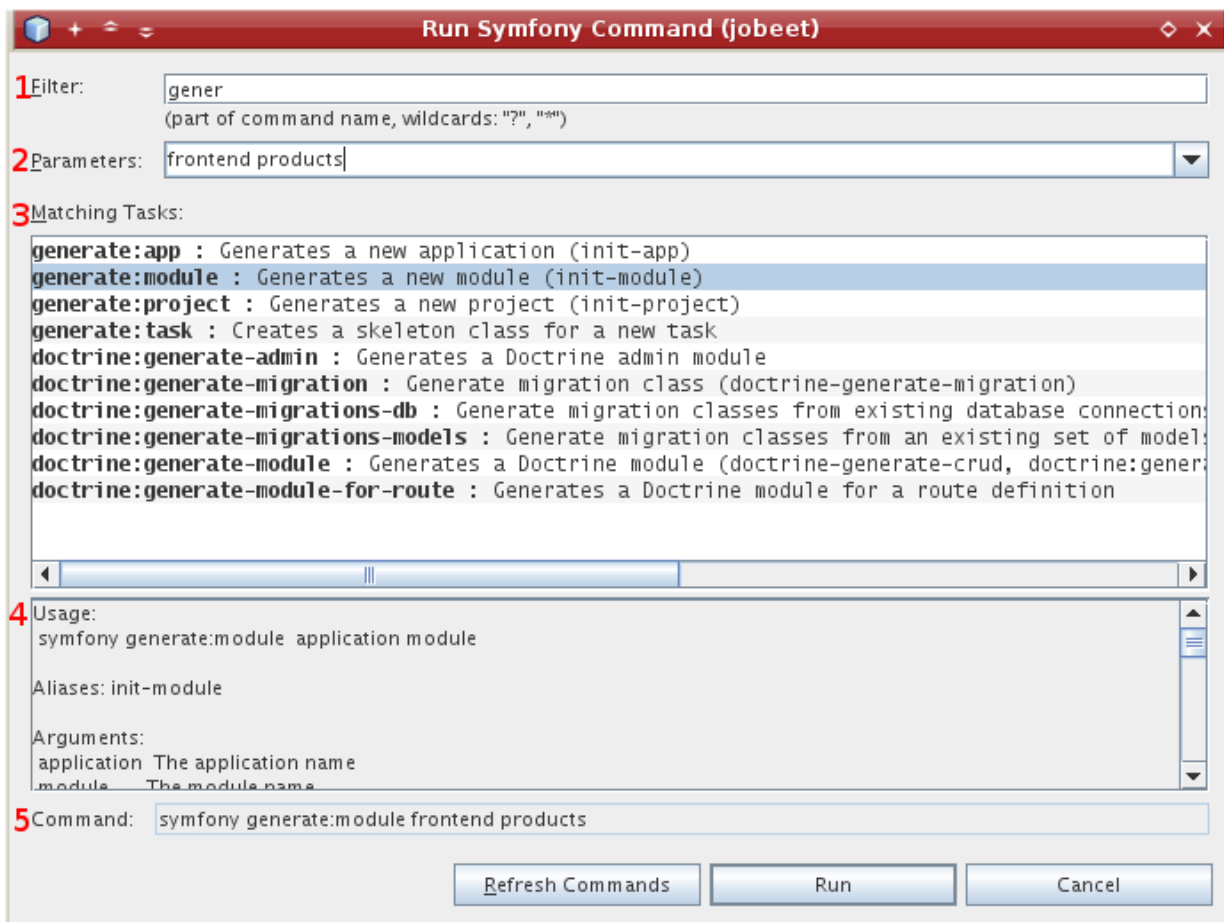 Run Symfony Command (jobeet)
1 Filter: gener
(part of command name, wildcards: "?", "*")
2 Parameters: frontend products
3 Matching Tasks:
generate:app : Generates a new application (init-app)
generate:module : Generates a new module (init-module)
generate:project : Generates a new project (init-project)
generate:task : Creates a skeleton class for a new task
doctrine:generate-admin : Generates a Doctrine admin module
doctrine:generate-migration : Generate migration class (doctrine-generate-migration)
doctrine:generate-migrations-db : Generate migration classes from existing database connections
doctrine:generate-migrations-models : Generate migration classes from an existing set of models
doctrine:generate-module : Generates a Doctrine module (doctrine-generate-crud, doctrine:genera
doctrine:generate-module-for-route : Generates a Doctrine module for a route definition
4 Usage:
symfony generate:module application module
Aliases: init-module
Arguments:
application The application name
module The module name
5 Command: symfony generate:module frontend products
Refresh Commands Run Cancel